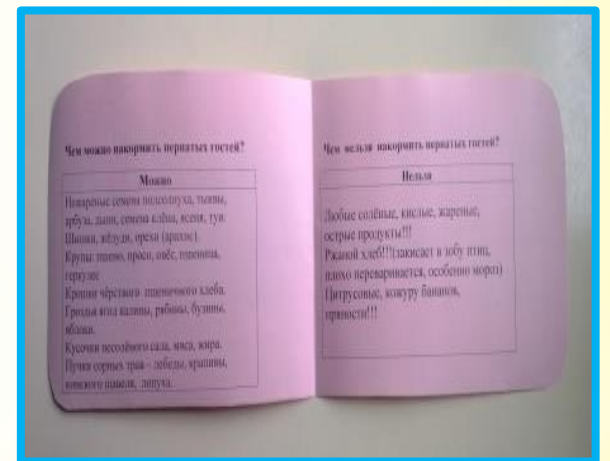 Чем можно накормить пернатых гостей?
Можно
семена подсолнуха, тыквы,
арбуза, дыни, семена клёна, ясеня, туи.
Шишки, жёлуди, орехи (арахис).
Крупы: пшено, просо, овёс, пшеница,
геркулес
Крошки чёрствого пшеничного хлеба.
Гроздья ягод калины, рябины, бузины,
яблоки.
Кусочки несолёного сала, мяса, жира.
Пучки сорных трав – лебеды, крапивы,
конского щавеля, лопуха.
Чем нельзя накормить пернатых гостей?
Нельзя
Любые солёные, кислые, жареные,
острые продукты!!!
Ржаной хлеб!!!(закисает в зобу птиц,
плохо переваривается, особенно мороз)
Цитрусовые, кожуру бананов,
пряности!!!